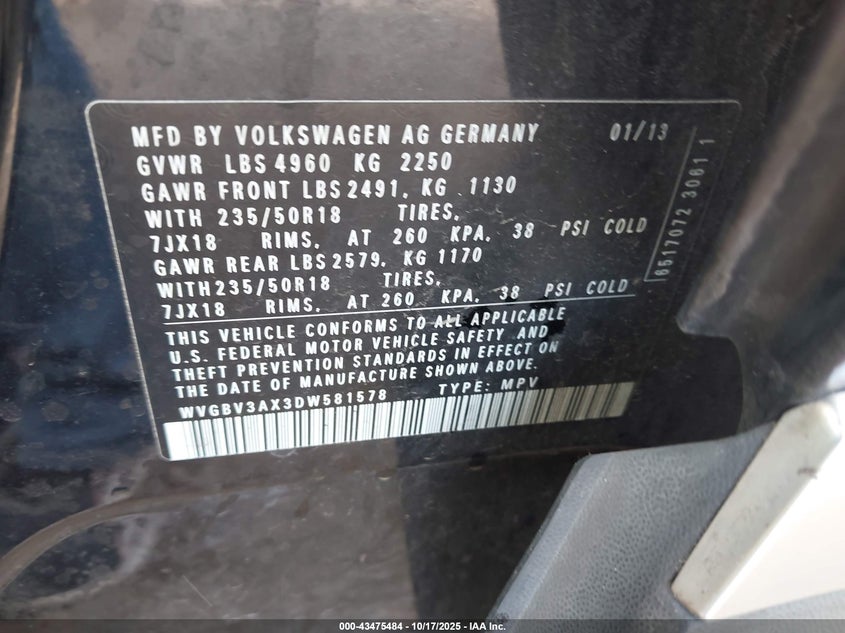 MFD BY VOLKSWAGEN AG GERMANY 01/13
GVWR LBS 4960 KG 2250
GAWR FRONT LBS 2491. KG 1130
WITH 235/50R18 TIRES.
7JX18 RIMS. AT 260 KPA. 38 PSI COLD
GAWR REAR LBS 2579. KG 1170
WITH 235/50R18 TIRES.
7JX18 RIMS. AT 260 KPA. 38 PSI COLD
THIS VEHICLE CONFORMS TO ALL APPLICABLE
U.S. FEDERAL MOTOR VEHICLE SAFETY AND
THEFT PREVENTION STANDARDS IN EFFECT ON
THE DATE OF MANUFACTURE SHOWN ABOVE.
WVGBV3AX3DW581578 TYPE: MPV
6517072 3061 1
000-43475484 - 10/17/2025 - IAA Inc.